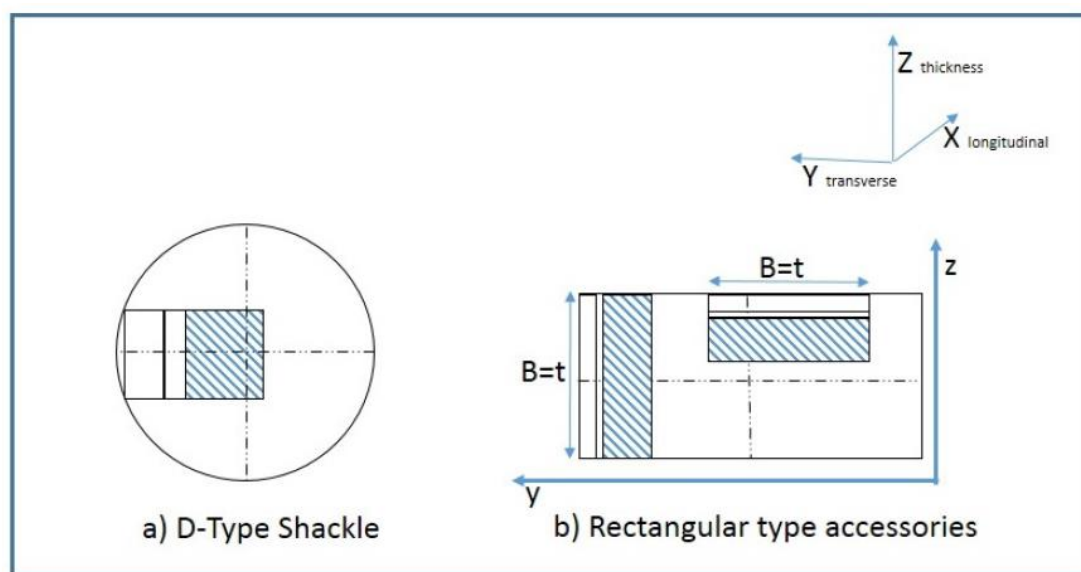 Z thickness
X longitudinal
Y transverse
B=t
z
B=t
y
a) D-Type Shackle
b) Rectangular type accessories